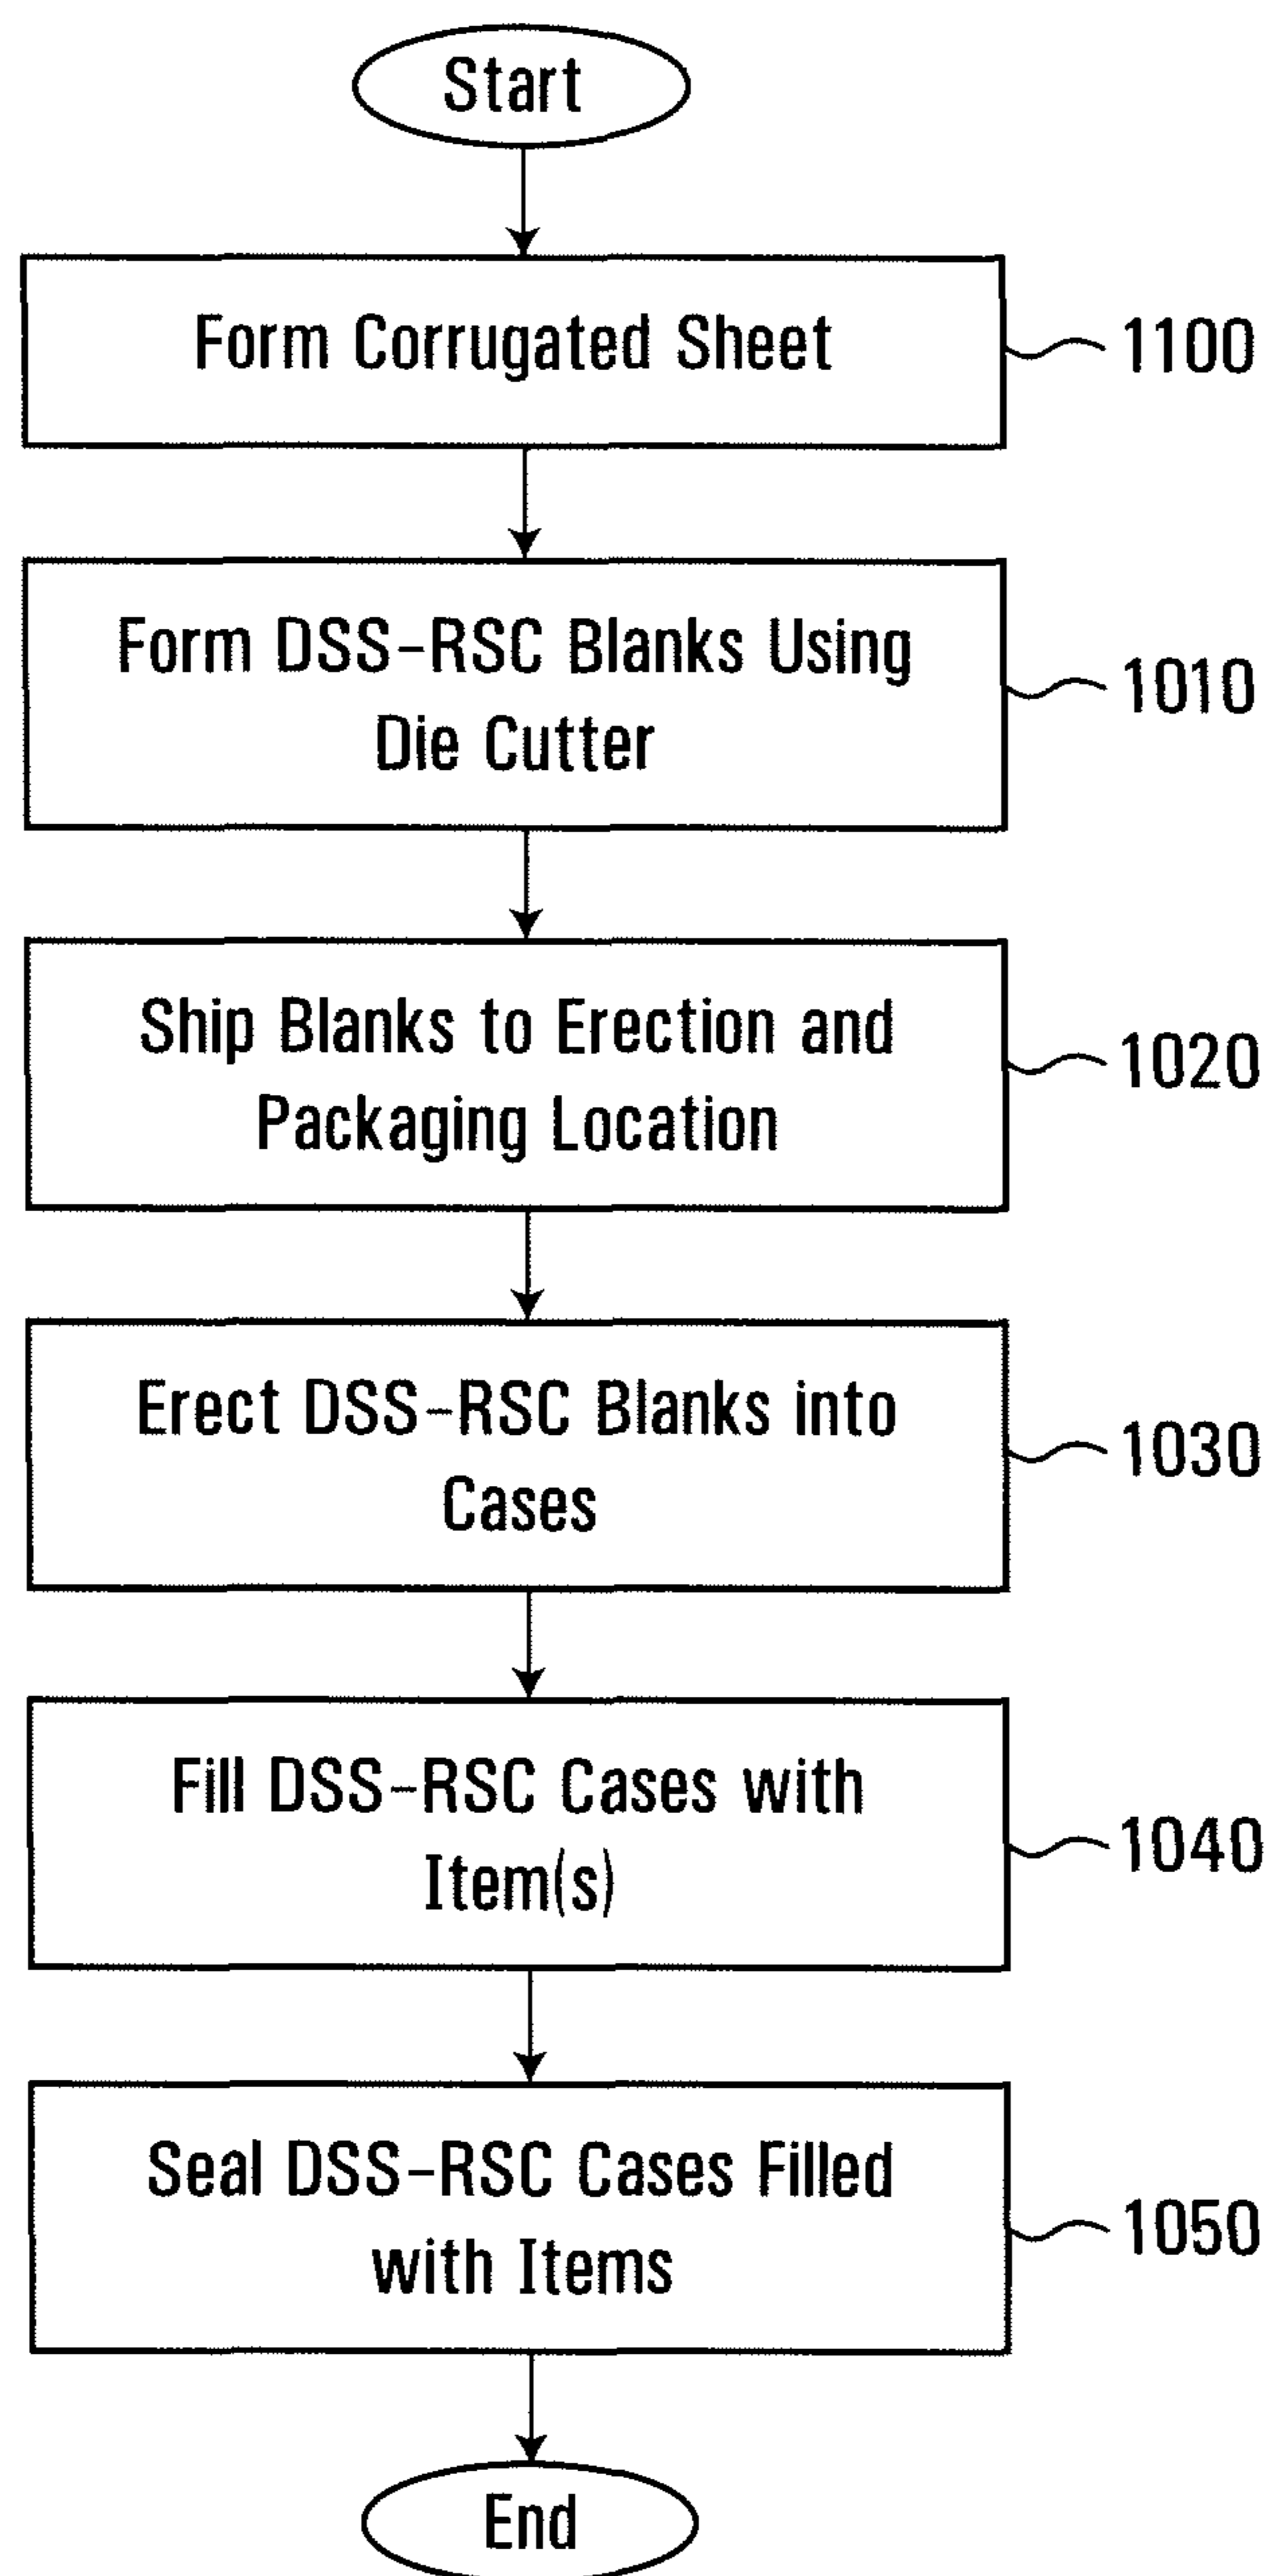 Start
Form Corrugated Sheet
1100
Form DSS-RSC Blanks Using
Die Cutter
1010
Ship Blanks to Erection and
Packaging Location
1020
Erect DSS-RSC Blanks into
Cases
1030
Fill DSS-RSC Cases with
Item(s)
1040
Seal DSS-RSC Cases Filled
with Items
1050
End